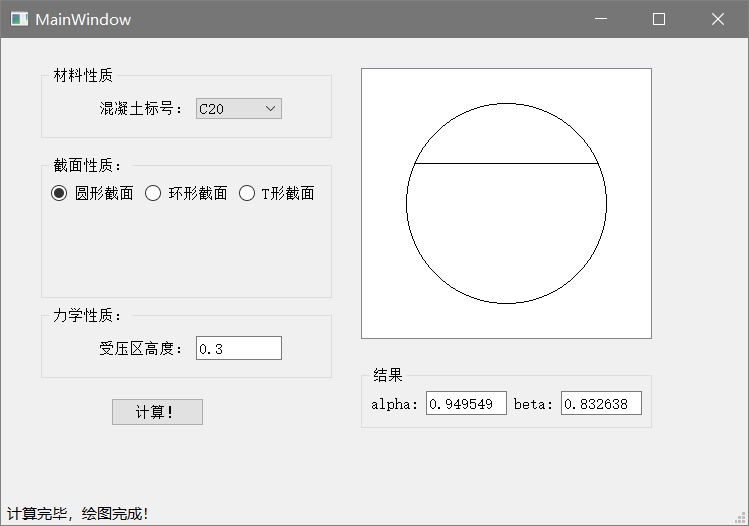 MainWindow
材料性质
混凝土标号： C20
截面性质：
圆形截面 环形截面 T形截面
力学性质：
受压区高度： 0.3
计算！
结果
alpha: 0.949549 beta: 0.832638
计算完毕，绘图完成！